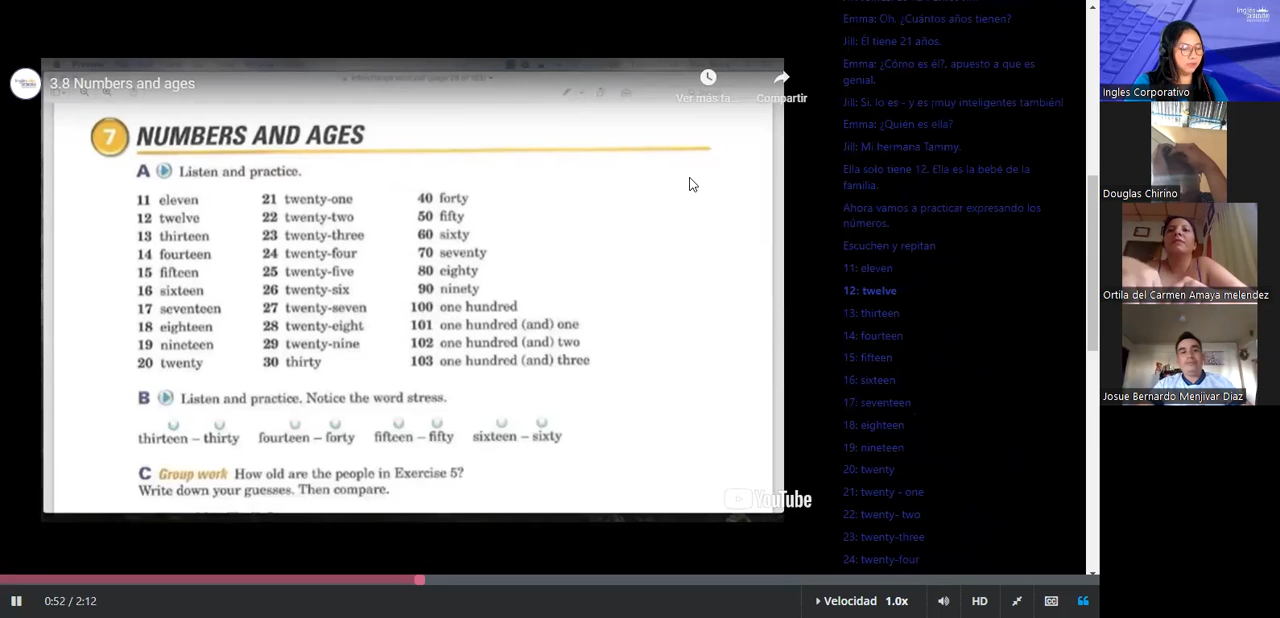 3.8 Numbers and ages
Ver más ta...
Compartir
7 NUMBERS AND AGES
A Listen and practice.
11 eleven
12 twelve
13 thirteen
14 fourteen
15 fifteen
16 sixteen
17 seventeen
18 eighteen
19 nineteen
20 twenty
21 twenty-one
22 twenty-two
23 twenty-three
24 twenty-four
25 twenty-five
26 twenty-six
27 twenty-seven
28 twenty-eight
29 twenty-nine
30 thirty
40 forty
50 fifty
60 sixty
70 seventy
80 eighty
90 ninety
100 one hundred
101 one hundred (and) one
102 one hundred (and) two
103 one hundred (and) three
B Listen and practice. Notice the word stress.
thirteen – thirty fourteen – forty fifteen – fifty sixteen – sixty
C Group work How old are the people in Exercise 5?
Write down your guesses. Then compare.
YouTube
Emma: Oh. ¿Cuántos años tienen?
Jill: Él tiene 21 años.
Emma: ¿Cómo es él?, apuesto a que es
genial.
Jill: Sí. lo es - y es ¡muy inteligentes también!
Emma: ¿Quién es ella?
Jill: Mi hermana Tammy.
Ella solo tiene 12. Ella es la bebé de la
familia.
Ahora vamos a practicar expresando los
números.
Escuchen y repitan
11: eleven
12: twelve
13: thirteen
14: fourteen
15: fifteen
16: sixteen
17: seventeen
18: eighteen
19: nineteen
20: twenty
21: twenty - one
22: twenty- two
23: twenty-three
24: twenty-four
0:52 / 2:12
Velocidad 1.0x
HD
CC
Ingles Corporativo
Douglas Chirino
Ortila del Carmen Amaya melendez
Josue Bernardo Menjivar Diaz